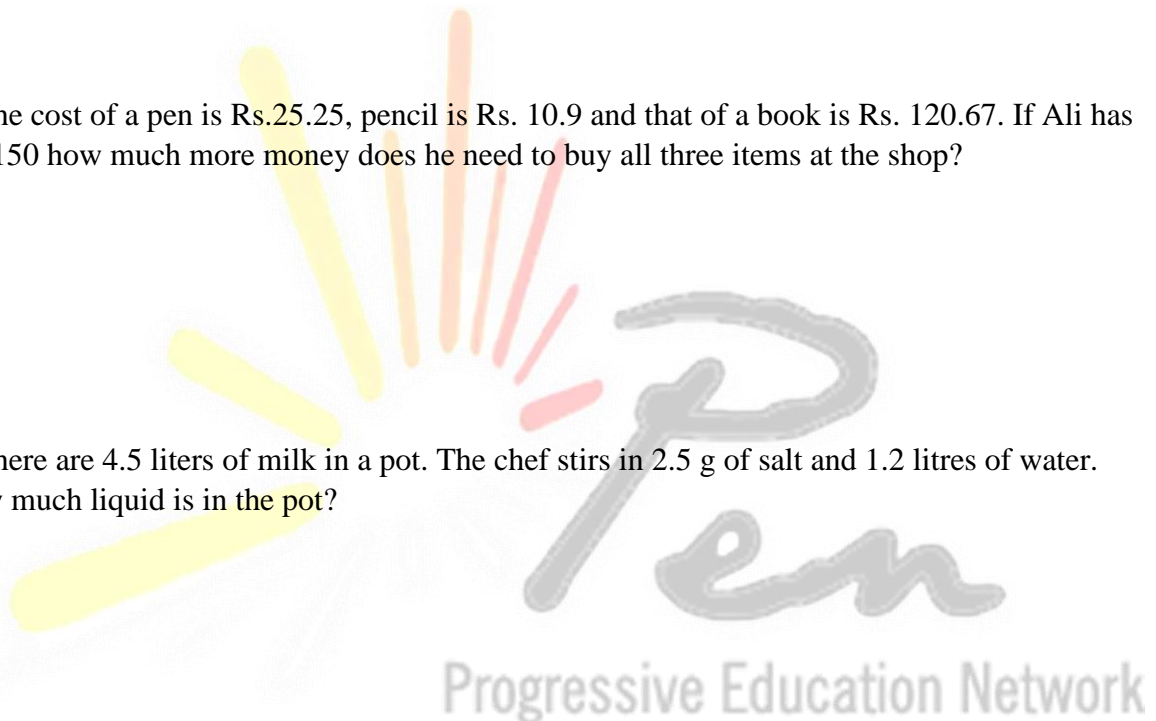 he cost of a pen is Rs.25.25, pencil is Rs. 10.9 and that of a book is Rs. 120.67. If Ali has
150 how much more money does he need to buy all three items at the shop?
here are 4.5 liters of milk in a pot. The chef stirs in 2.5 g of salt and 1.2 litres of water.
much liquid is in the pot?
Pen
Progressive Education Network